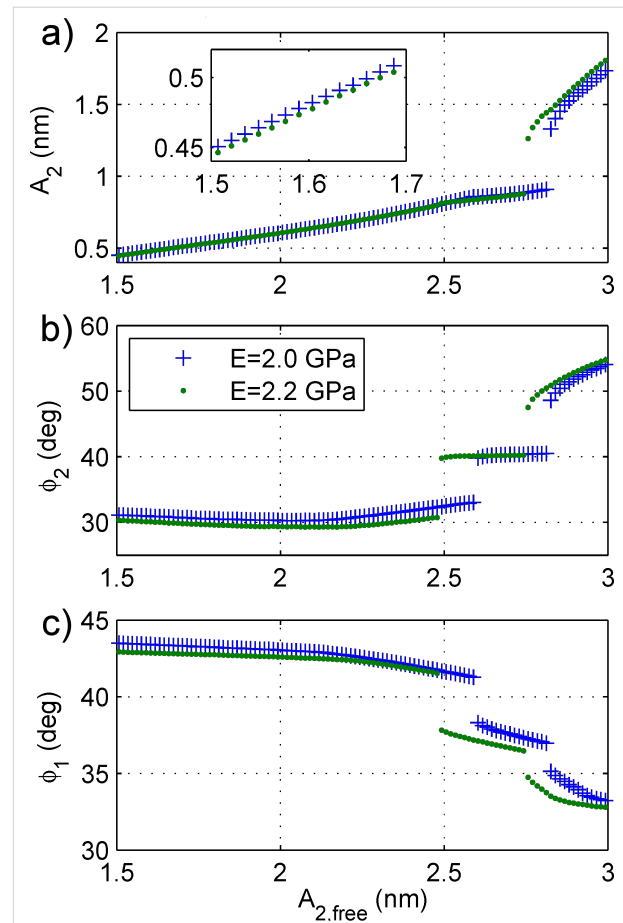 a)
2
1.5
1
0.5
A2 (nm)
0.5
0.45
1.5 1.6 1.7
1.5 2 2.5 3
b)
60
50
40
30
20
ϕ2 (deg)
E=2.0 GPa
E=2.2 GPa
1.5 2 2.5 3
c)
45
40
35
30
ϕ1 (deg)
1.5 2 2.5 3
A2.free (nm)